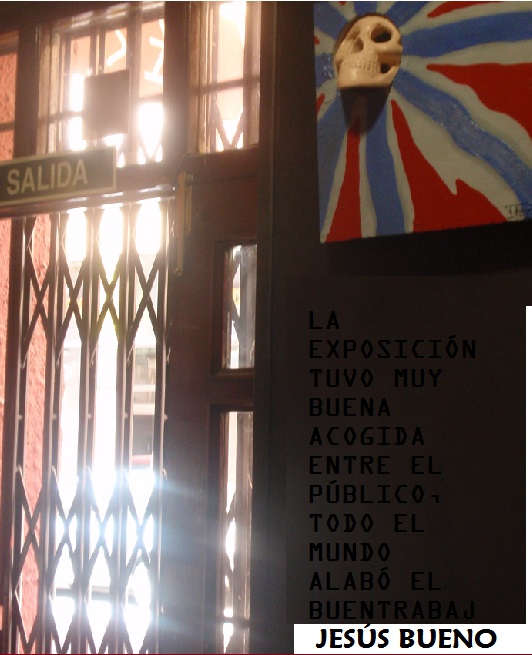 SALIDA
LA
EXPOSICIÓN
TUVO MUY
BUENA
ACOGIDA
ENTRE EL
PÚBLICO,
TODO EL
MUNDO
ALABÓ EL
BUENTRABAJ
JESÚS BUENO